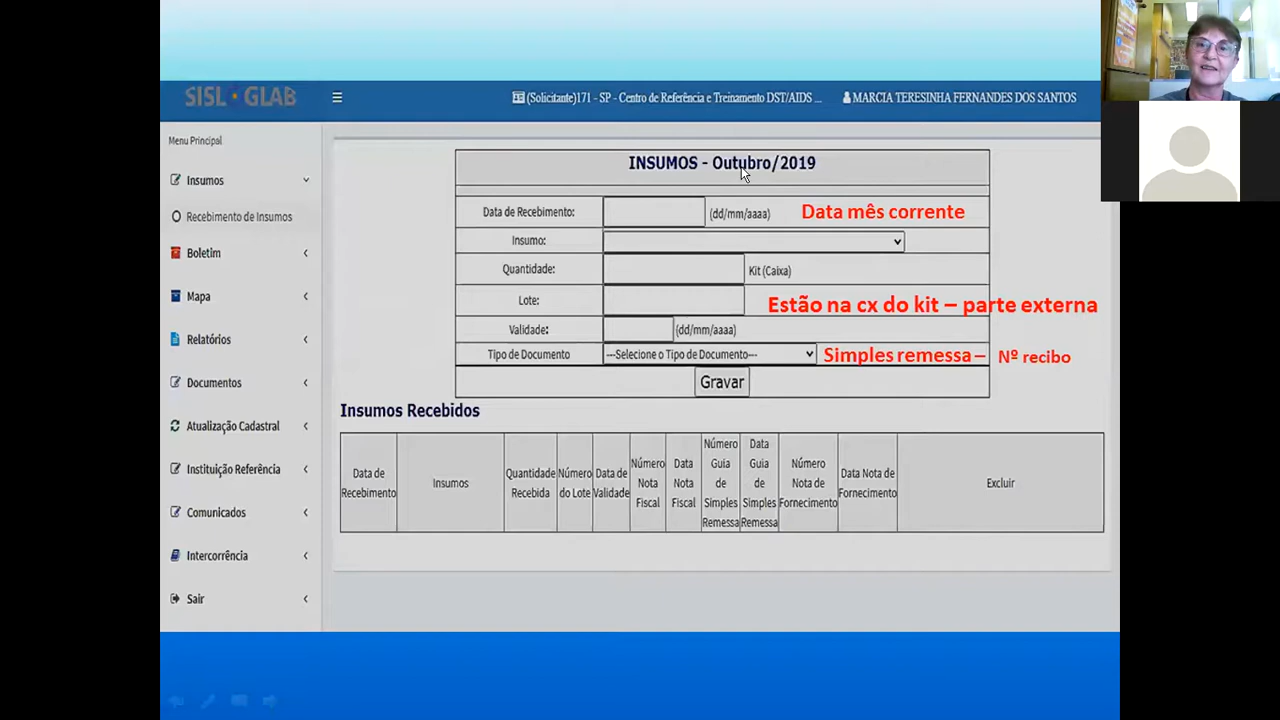 SISLOGLAB
(Solicitante)171 - SP - Centro de Referência e Treinamento DST/AIDS ...
MARCIA TERESINHA FERNANDES DOS SANTOS
Menu Principal
Insumos
Recebimento de Insumos
Boletim
Mapa
Relatórios
Documentos
Atualização Cadastral
Instituição Referência
Comunicados
Intercorrência
Sair
INSUMOS - Outubro/2019
Data de Recebimento: (dd/mm/aaaa) Data mês corrente
Insumo:
Quantidade: Kit (Caixa)
Lote: Estão na cx do kit – parte externa
Validade: (dd/mm/aaaa)
Tipo de Documento ---Selecione o Tipo de Documento--- Simples remessa – Nº recibo
Gravar
Insumos Recebidos
Data de Recebimento
Insumos
Quantidade Recebida
Número do Lote
Data de Validade
Número Nota Fiscal
Data Nota Fiscal
Número Guia de Simples Remessa
Data Guia de Simples Remessa
Número Nota de Fornecimento
Data Nota de Fornecimento
Excluir